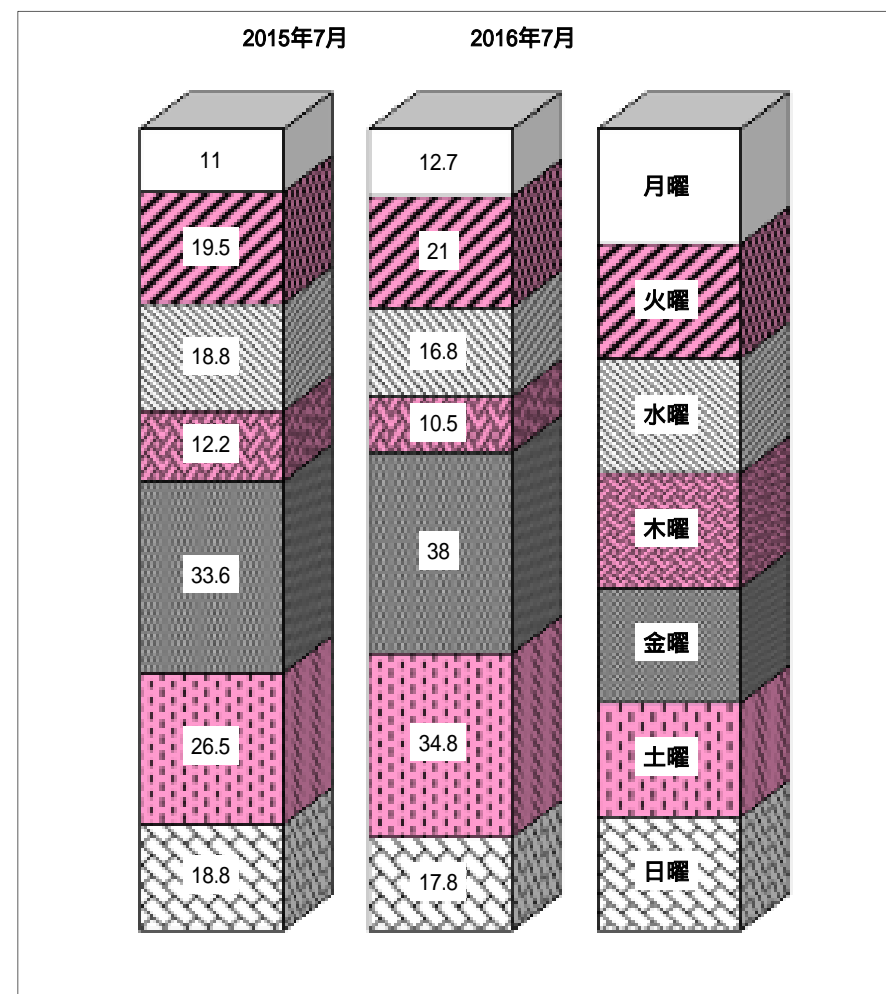 2015年7月 2016年7月
11 12.7 月曜
19.5 21 火曜
18.8 16.8 水曜
12.2 10.5 木曜
33.6 38 金曜
26.5 34.8 土曜
18.8 17.8 日曜